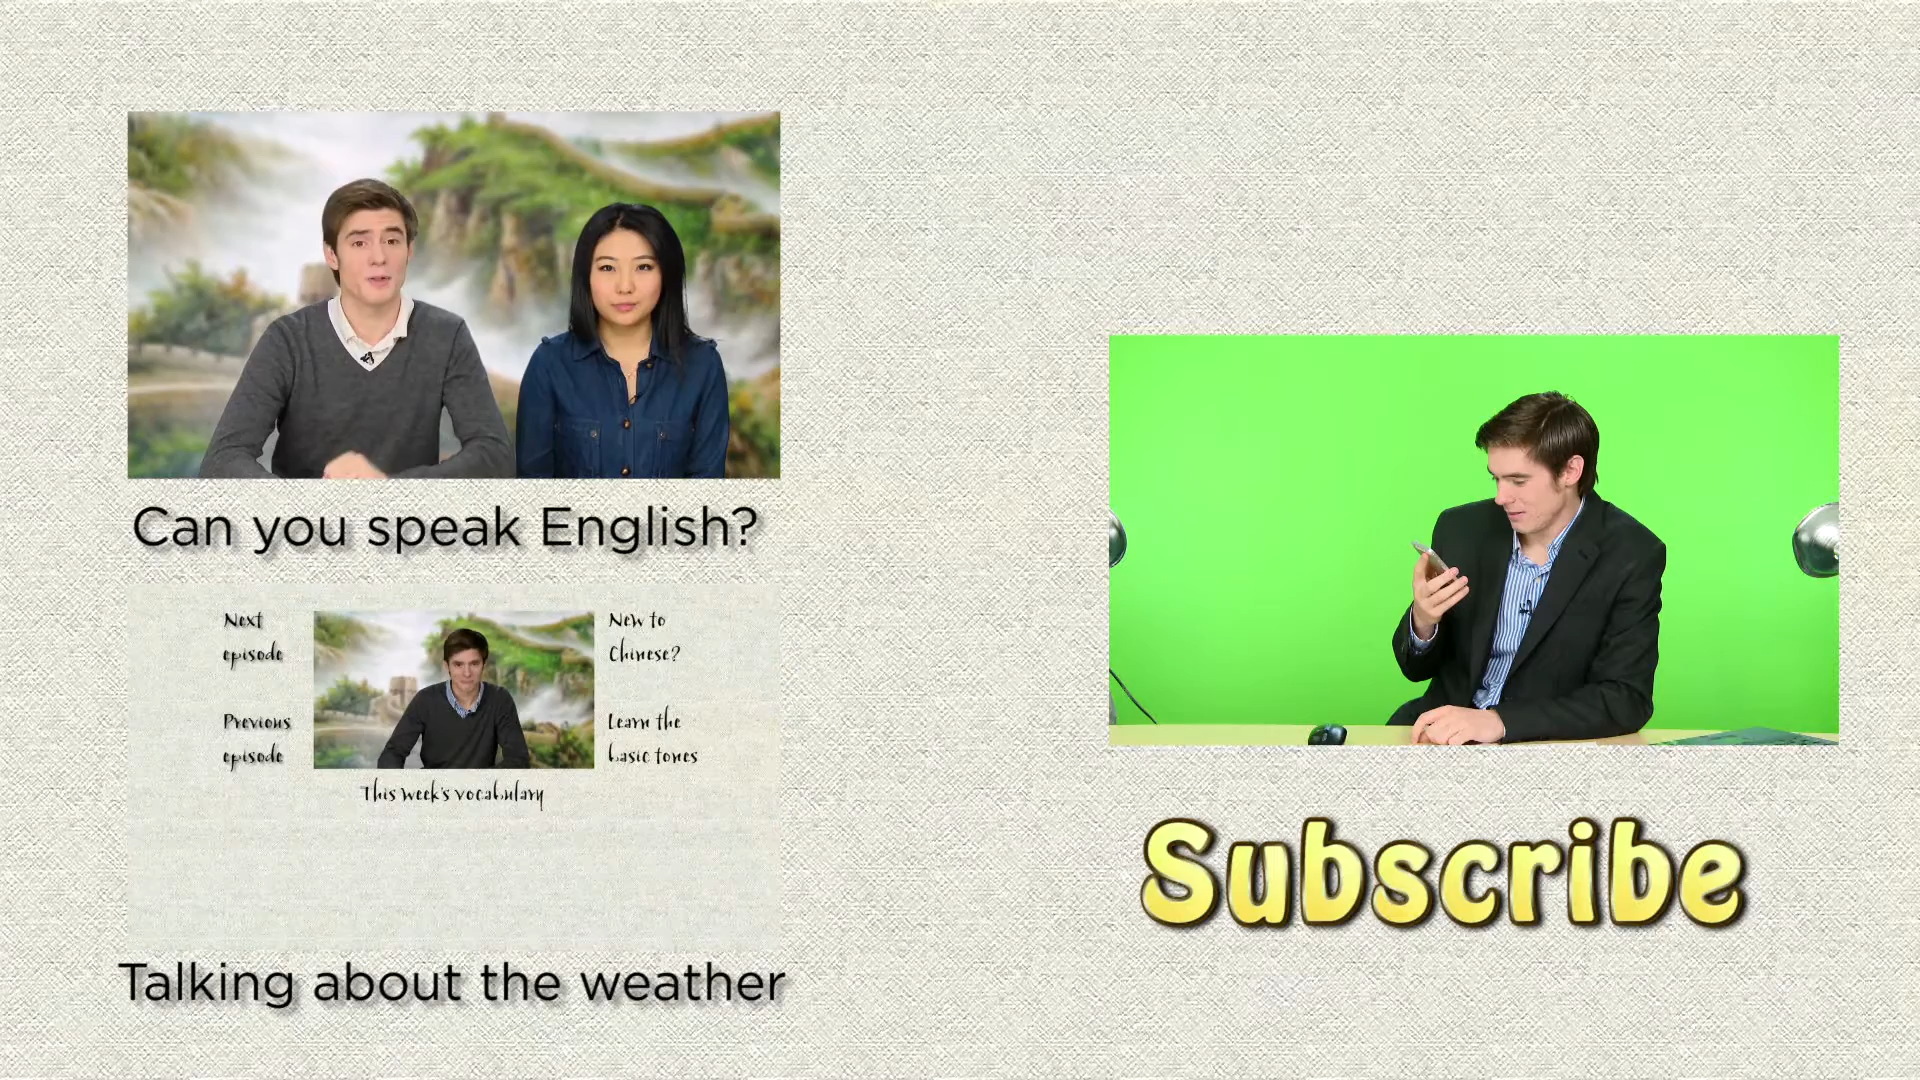 Can you speak English?
Next
episode
Previous
episode
New to
Chinese?
Learn the
basic tones
This week's vocabulary
Talking about the weather
Subscribe